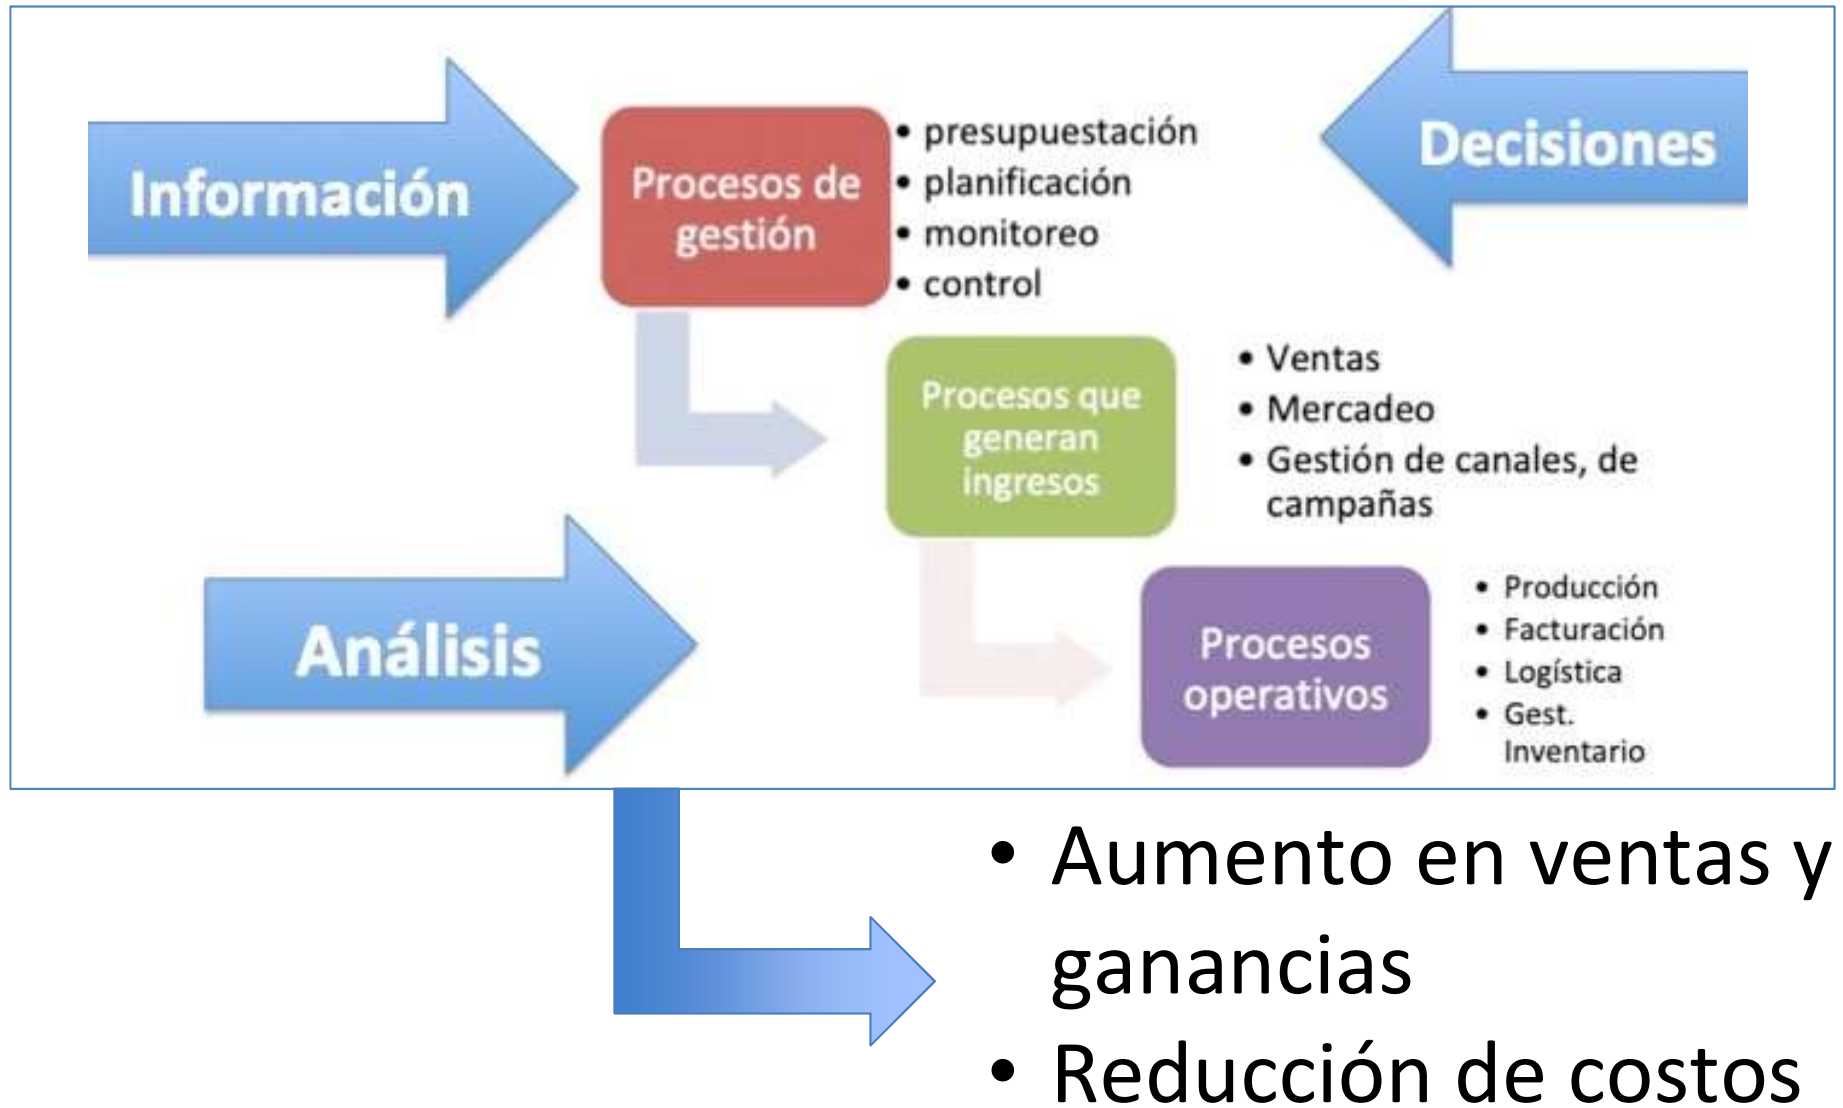 Información
Procesos de
gestión
• presupuestación
• planificación
• monitoreo
• control
Decisiones
Procesos que
generan
ingresos
• Ventas
• Mercadeo
• Gestión de canales, de
campañas
Análisis
Procesos
operativos
• Producción
• Facturación
• Logística
• Gest.
Inventario
• Aumento en ventas y
ganancias
• Reducción de costos